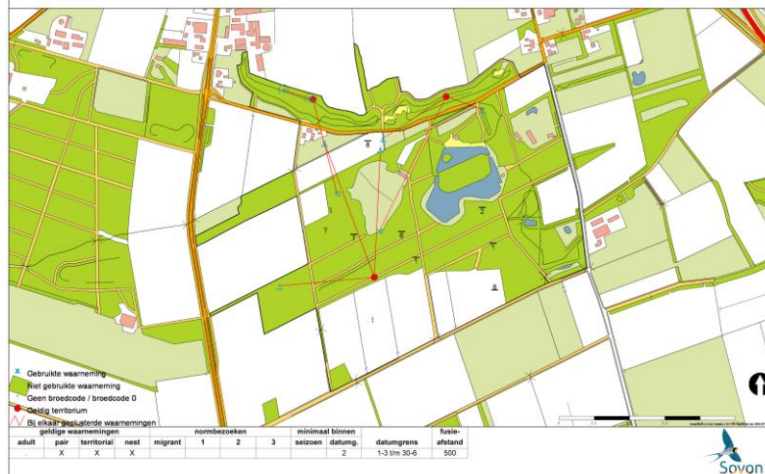 Gebruikte waarneming
Niet gebruikte waarneming
Geen broedcode / broedcode 0
Geldig territorium
Bij elkaar geclusterde waarnemingen
geldige waarnemingen normbezoeken minimaal binnen fusie-
adult pair territorial nest migrant 1 2 3 seizoen datumg. datumgrens afstand
. X X X 2 1-3 t/m 30-6 500
Sovon